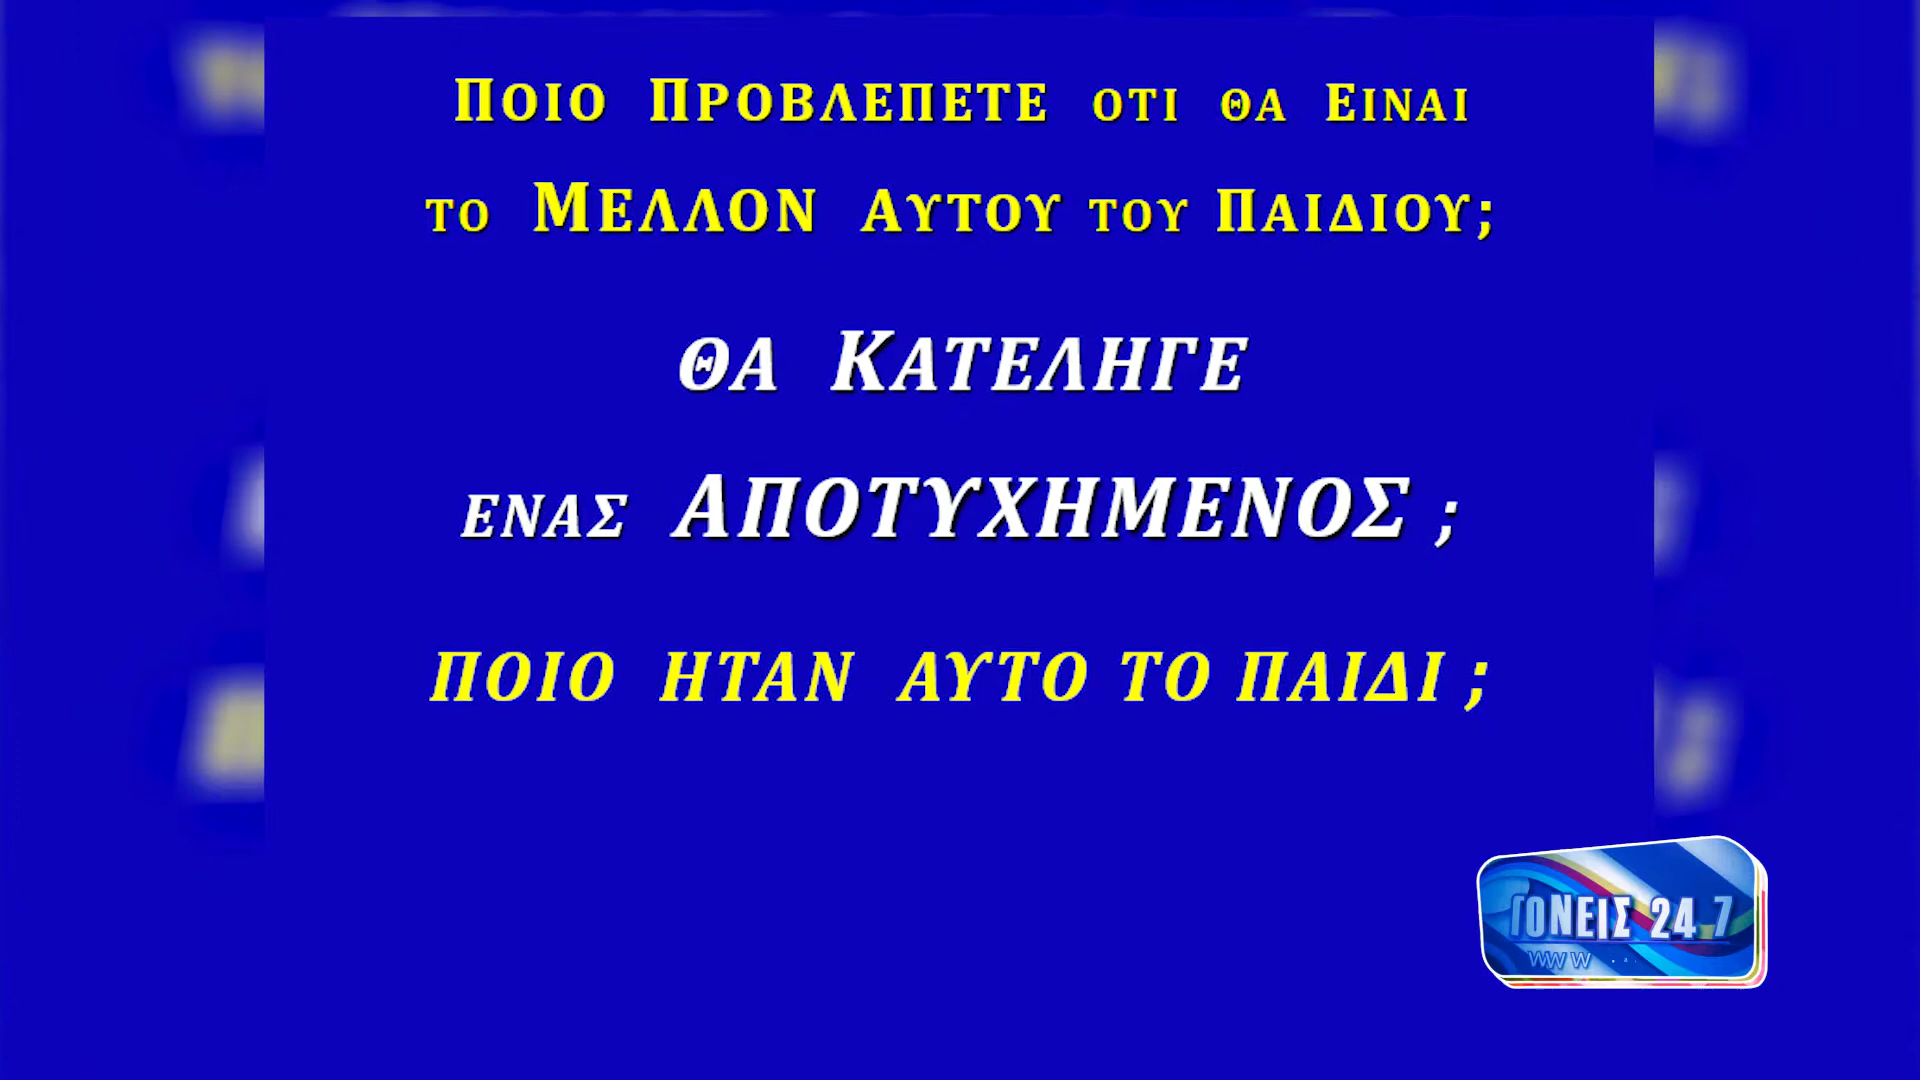 Ποιο Προβλεπετε οτι θα Ειναι
το Μελλον Αυτου του Παιδιου;
θα Κατεληγε
ενας Αποτυχημενος ;
ΠΟΙΟ ΗΤΑΝ ΑΥΤΟ ΤΟ ΠΑΙΔΙ ;
ΓΟΝΕΙΣ 24 7
WWW